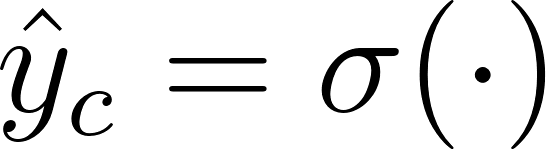 ŷ_c = σ(·)